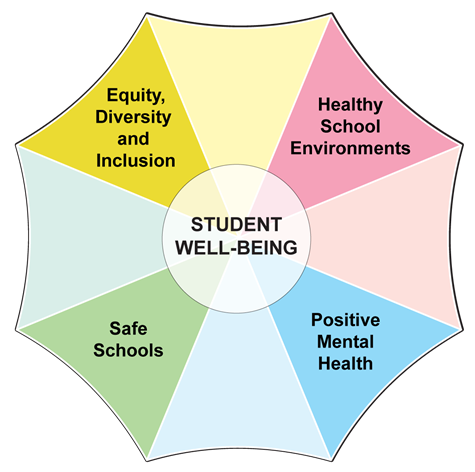 Equity,
Diversity
and
Inclusion
Healthy
School
Environments
STUDENT
WELL-BEING
Safe
Schools
Positive
Mental
Health